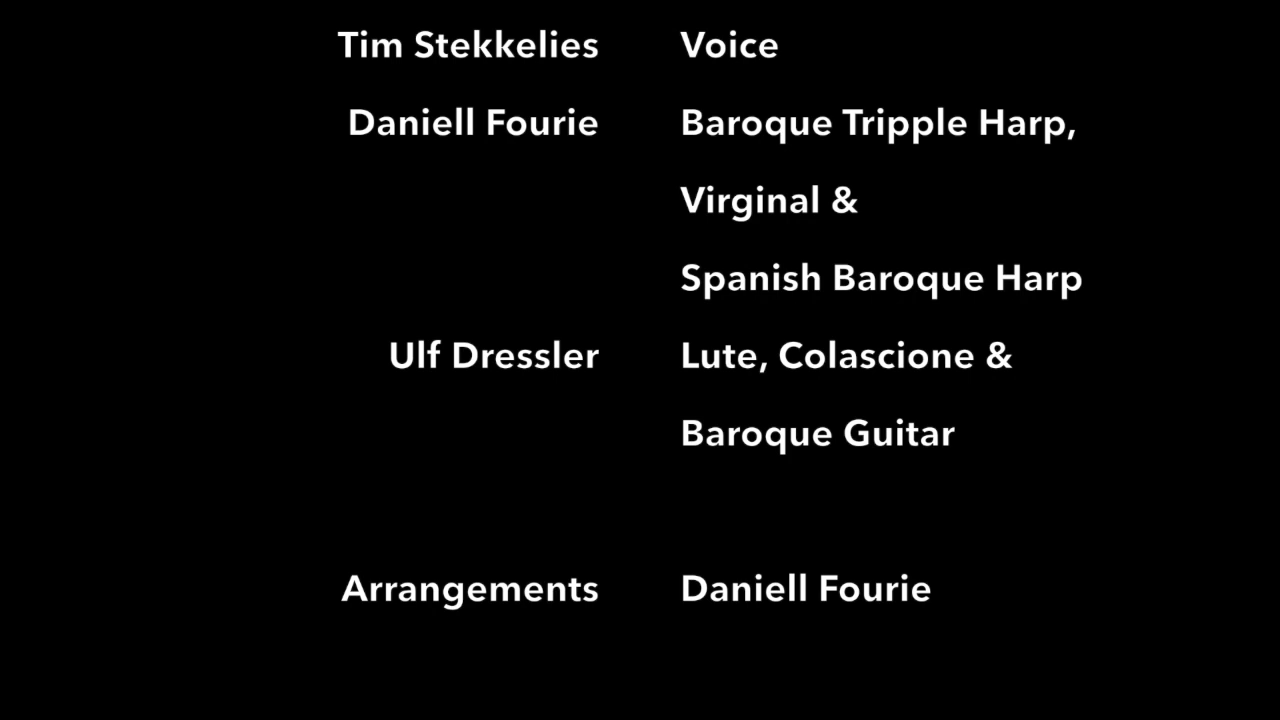 Tim Stekkelies Voice
Daniell Fourie Baroque Tripple Harp,
Virginal &
Spanish Baroque Harp
Ulf Dressler Lute, Colascione &
Baroque Guitar
Arrangements Daniell Fourie